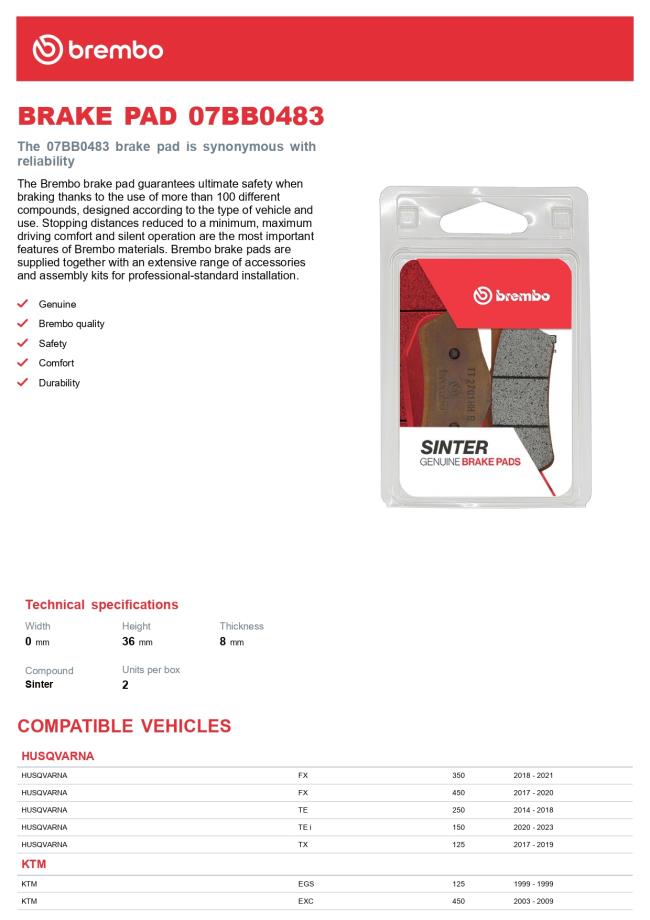 brembo
BRAKE PAD 07BB0483
The 07BB0483 brake pad is synonymous with
reliability
The Brembo brake pad guarantees ultimate safety when
braking thanks to the use of more than 100 different
compounds, designed according to the type of vehicle and
use. Stopping distances reduced to a minimum, maximum
driving comfort and silent operation are the most important
features of Brembo materials. Brembo brake pads are
supplied together with an extensive range of accessories
and assembly kits for professional-standard installation.
Genuine
Brembo quality
Safety
Comfort
Durability
brembo
SINTER
GENUINE BRAKE PADS
Technical specifications
Width Height Thickness
0 mm 36 mm 8 mm
Compound Units per box
Sinter 2
COMPATIBLE VEHICLES
HUSQVARNA
HUSQVARNA FX 350 2018 - 2021
HUSQVARNA FX 450 2017 - 2020
HUSQVARNA TE 250 2014 - 2018
HUSQVARNA TE i 150 2020 - 2023
HUSQVARNA TX 125 2017 - 2019
KTM
KTM EGS 125 1999 - 1999
KTM EXC 450 2003 - 2009